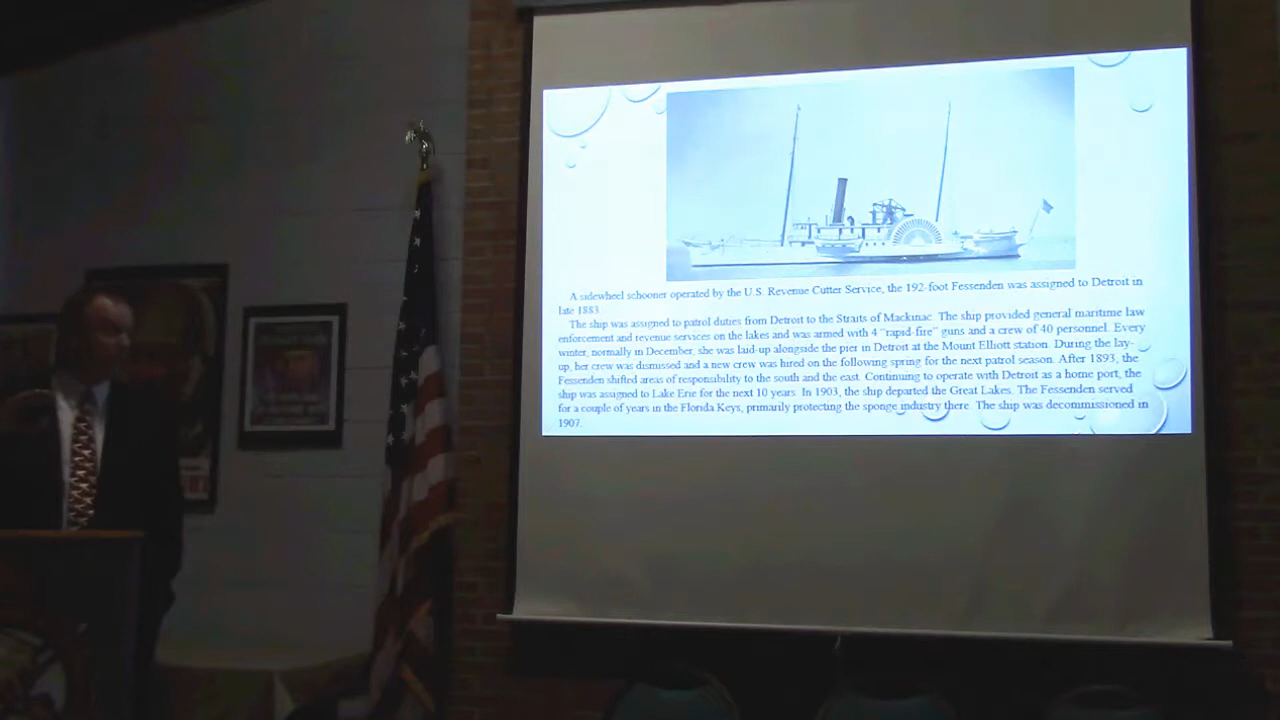 A sidewheel schooner operated by the U.S. Revenue Cutter Service, the 192-foot Fessenden was assigned to Detroit in
late 1883.
The ship was assigned to patrol duties from Detroit to the Straits of Mackinac. The ship provided general maritime law
enforcement and revenue services on the lakes and was armed with 4 "rapid-fire" guns and a crew of 40 personnel. Every
winter, normally in December, she was laid-up alongside the pier in Detroit at the Mount Elliott station. During the lay-
up, her crew was dismissed and a new crew was hired on the following spring for the next patrol season. After 1893, the
Fessenden shifted areas of responsibility to the south and the east. Continuing to operate with Detroit as a home port, the
ship was assigned to Lake Erie for the next 10 years. In 1903, the ship departed the Great Lakes. The Fessenden served
for a couple of years in the Florida Keys, primarily protecting the sponge industry there. The ship was decommissioned in
1907.